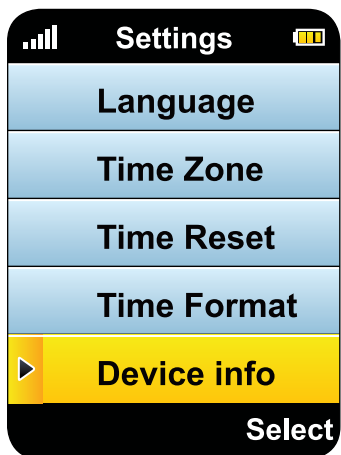 Settings
Language
Time Zone
Time Reset
Time Format
Device info
Select